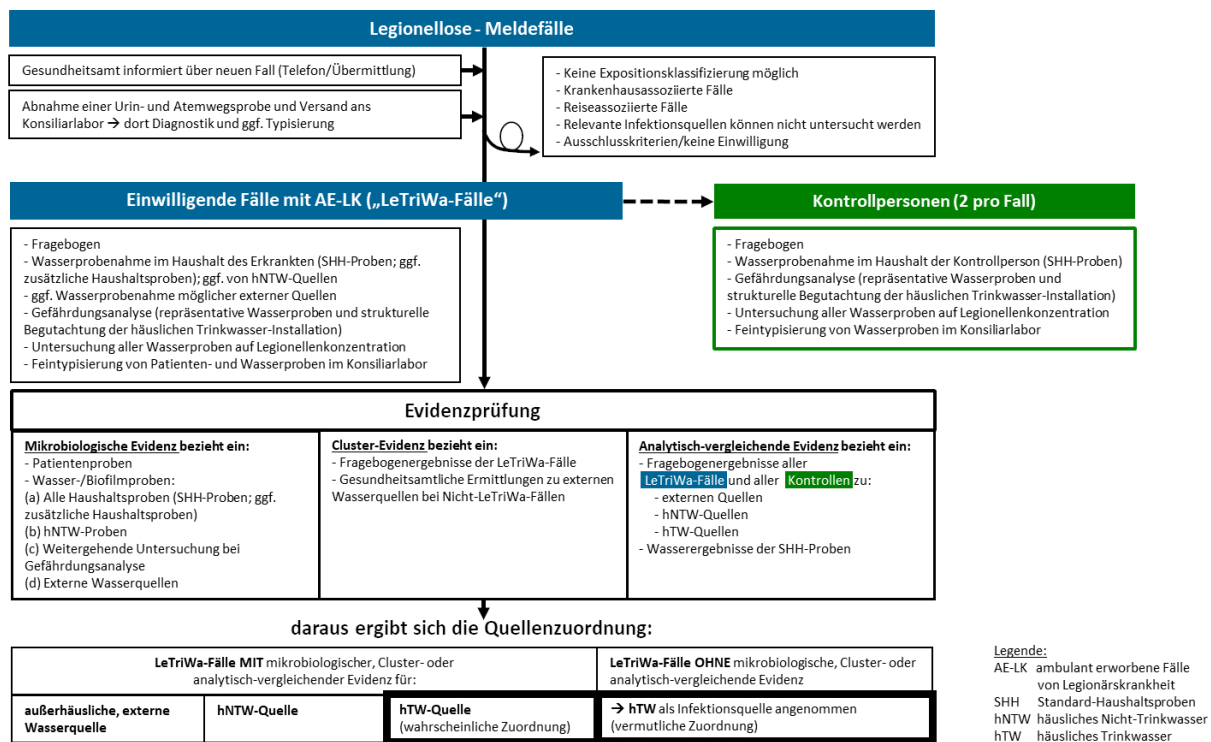 Legionellose - Meldefälle
Gesundheitsamt informiert über neuen Fall (Telefon/Übermittlung)
Abnahme einer Urin- und Atemwegsprobe und Versand ans
Konsiliarlabor → dort Diagnostik und ggf. Typisierung
- Keine Expositionsklassifizierung möglich
- Krankenhausassoziierte Fälle
- Reiseassoziierte Fälle
- Relevante Infektionsquellen können nicht untersucht werden
- Ausschlusskriterien/keine Einwilligung
Einwilligende Fälle mit AE-LK („LeTriWa-Fälle“)
Kontrollpersonen (2 pro Fall)
- Fragebogen
- Wasserprobenahme im Haushalt des Erkrankten (SHH-Proben; ggf.
zusätzliche Haushaltsproben); ggf. von hNTW-Quellen
- ggf. Wasserprobenahme möglicher externer Quellen
- Gefährdungsanalyse (repräsentative Wasserproben und strukturelle
Begutachtung der häuslichen Trinkwasser-Installation)
- Untersuchung aller Wasserproben auf Legionellenkonzentration
- Feintypisierung von Patienten- und Wasserproben im Konsiliarlabor
- Fragebogen
- Wasserprobenahme im Haushalt der Kontrollperson (SHH-Proben)
- Gefährdungsanalyse (repräsentative Wasserproben und
strukturelle Begutachtung der häuslichen Trinkwasser-Installation)
- Untersuchung aller Wasserproben auf Legionellenkonzentration
- Feintypisierung von Wasserproben im Konsiliarlabor
Evidenzprüfung
Mikrobiologische Evidenz bezieht ein:
- Patientenproben
- Wasser-/Biofilmproben:
(a) Alle Haushaltsproben (SHH-Proben; ggf.
zusätzliche Haushaltsproben)
(b) hNTW-Proben
(c) Weitergehende Untersuchung bei
Gefährdungsanalyse
(d) Externe Wasserquellen
Cluster-Evidenz bezieht ein:
- Fragebogenergebnisse der LeTriWa-Fälle
- Gesundheitsamtliche Ermittlungen zu externen
Wasserquellen bei Nicht-LeTriWa-Fällen
Analytisch-vergleichende Evidenz bezieht ein:
- Fragebogenergebnisse aller
LeTriWa-Fälle und aller Kontrollen zu:
- externen Quellen
- hNTW-Quellen
- hTW-Quellen
- Wasserergebnisse der SHH-Proben
daraus ergibt sich die Quellenzuordnung:
LeTriWa-Fälle MIT mikrobiologischer, Cluster- oder
analytisch-vergleichender Evidenz für:
LeTriWa-Fälle OHNE mikrobiologische, Cluster- oder
analytisch-vergleichende Evidenz
außerhäusliche, externe
Wasserquelle
hNTW-Quelle
hTW-Quelle
(wahrscheinliche Zuordnung)
→ hTW als Infektionsquelle angenommen
(vermutliche Zuordnung)
Legende:
AE-LK ambulant erworbene Fälle
von Legionärskrankheit
SHH Standard-Haushaltsproben
hNTW häusliches Nicht-Trinkwasser
hTW häusliches Trinkwasser